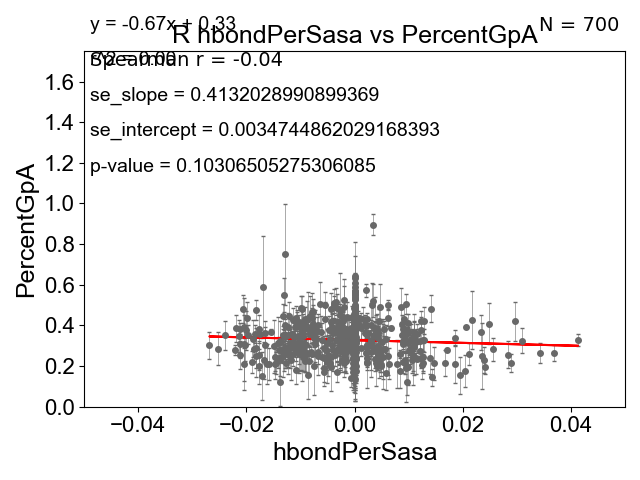 y = -0.67x + 0.33
N = 700
R hbondPerSasa vs PercentGpA
Spearman r = -0.04
se_slope = 0.4132028990899369
se_intercept = 0.0034744862029168393
p-value = 0.10306505275306085
PercentGpA
1.6
1.4
1.2
1.0
0.8
0.6
0.4
0.2
0.0
−0.04 −0.02 0.00 0.02 0.04
hbondPerSasa